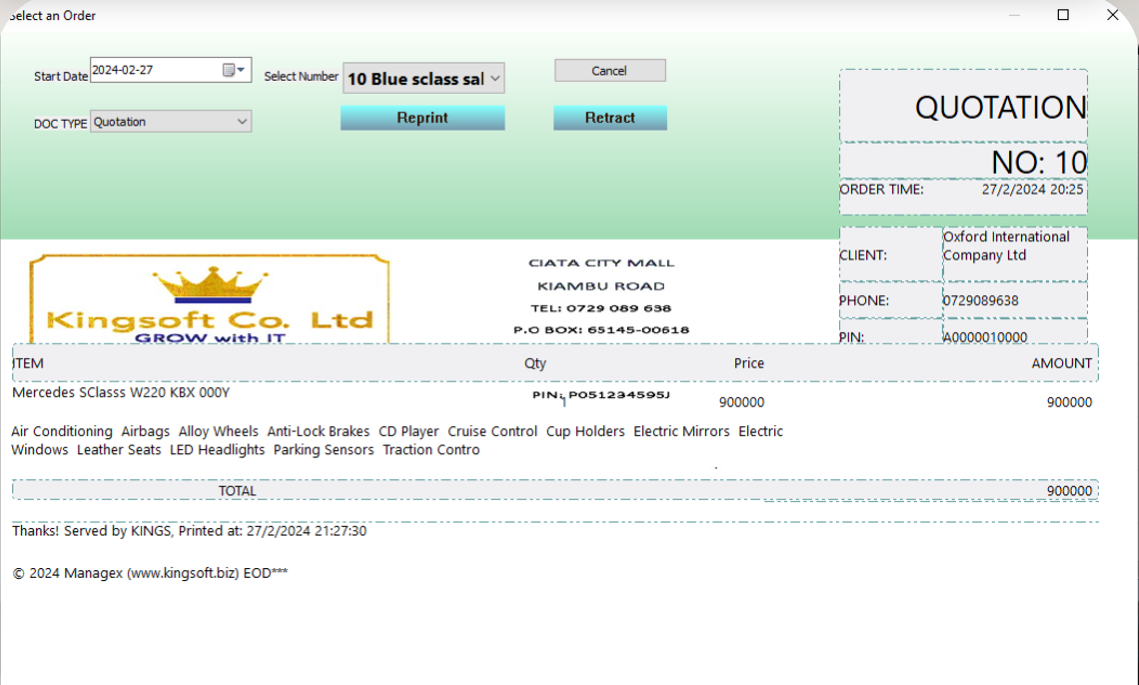 Select an Order
Start Date 2024-02-27 Select Number 10 Blue sclass sal Cancel
DOC TYPE Quotation Reprint Retract
QUOTATION
NO: 10
ORDER TIME: 27/2/2024 20:25
CLIENT: Oxford International
Company Ltd
PHONE: 0729089638
PIN: A0000010000
Kingsoft Co. Ltd
GROW with IT
CIATA CITY MALL
KIAMBU ROAD
TEL: 0729 089 638
P.O BOX: 65145-00618
PIN: P051234595J
ITEM Qty Price AMOUNT
Mercedes SClasss W220 KBX 000Y 1 900000 900000
Air Conditioning Airbags Alloy Wheels Anti-Lock Brakes CD Player Cruise Control Cup Holders Electric Mirrors Electric
Windows Leather Seats LED Headlights Parking Sensors Traction Contro
.
TOTAL 900000
Thanks! Served by KINGS, Printed at: 27/2/2024 21:27:30
© 2024 Managex (www.kingsoft.biz) EOD***